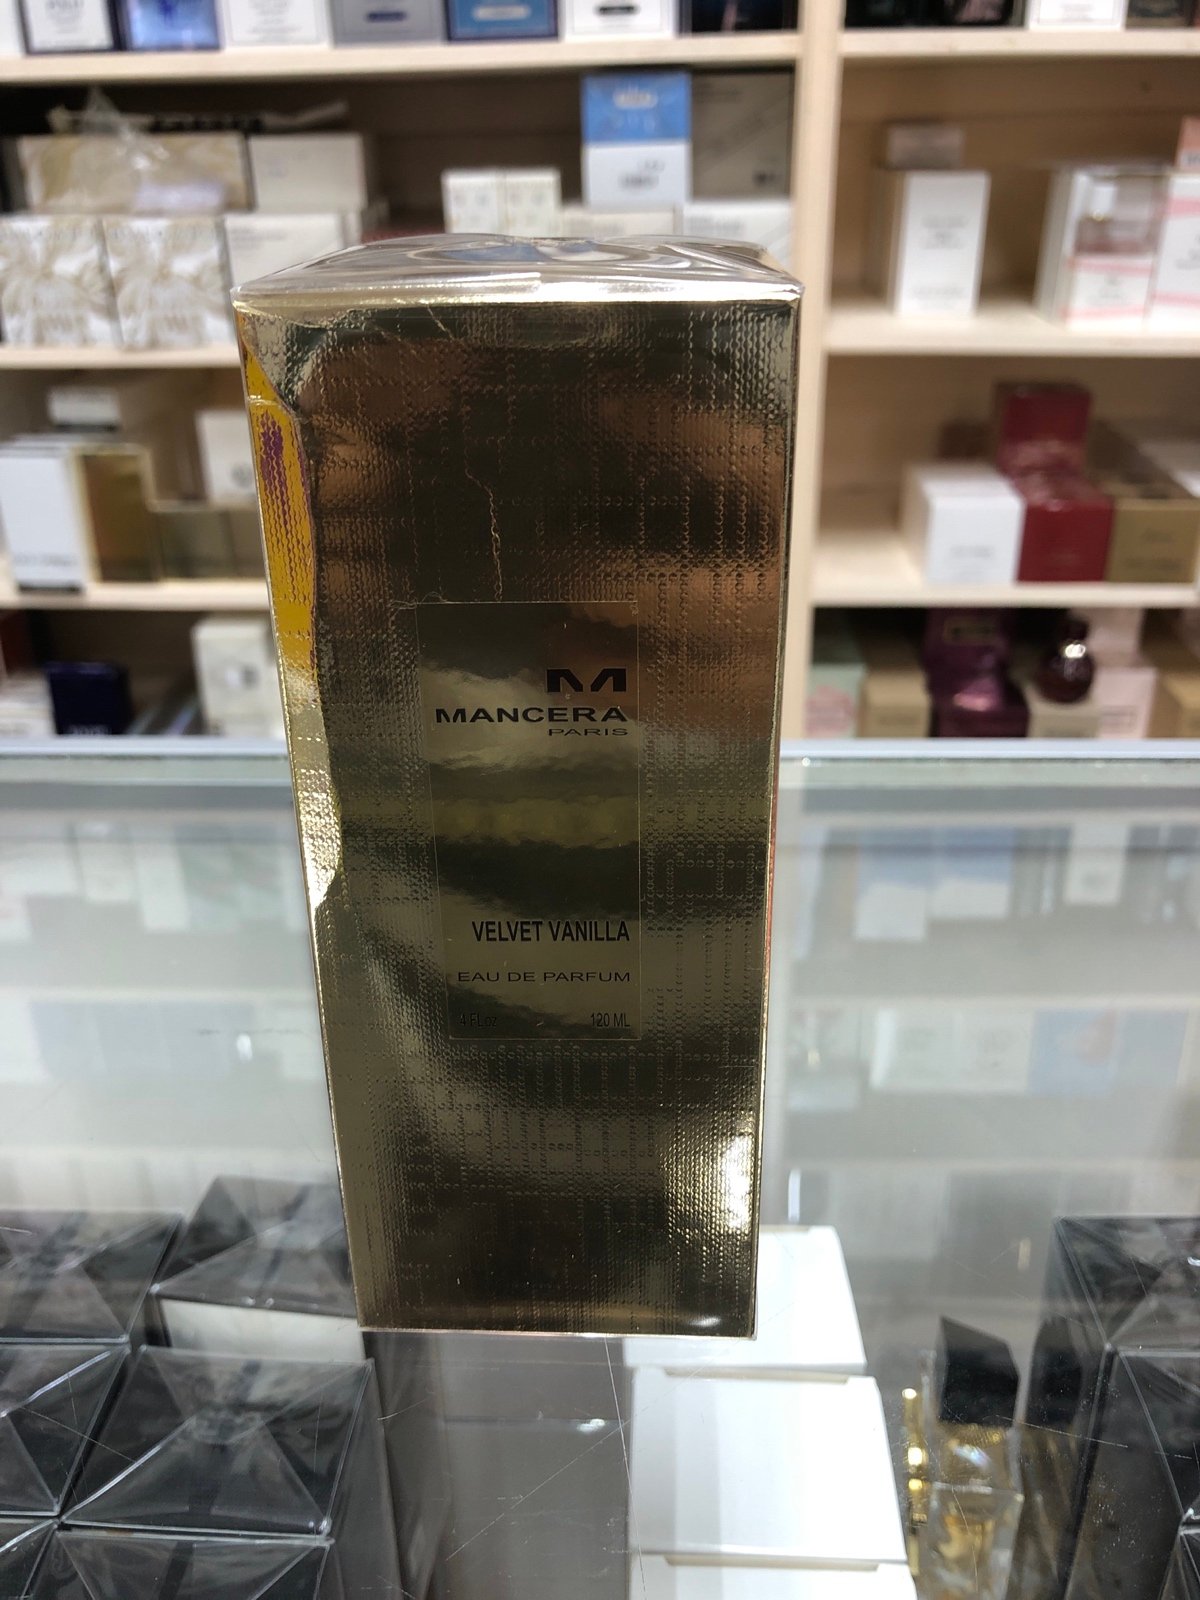 M
MANCERA
PARIS
VELVET VANILLA
EAU DE PARFUM
4 FL oz 120 ML